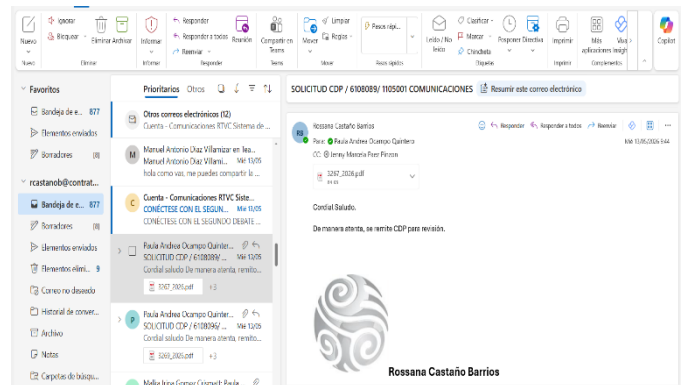 Nuevo
Ignorar
Bloquear
Eliminar
Archivar
Informar
Responder
Responder a todos
Reenviar
Reunión
Compartir en Teams
Mover
Limpiar
Reglas
Pasos rápi...
Leído / No leído
Clasificar
Marcar
Chincheta
Posponer
Directiva
Imprimir
Más aplicaciones
Viva Insigh
Copilot
Nuevo
Eliminar
Informar
Responder
Teams
Mover
Pasos rápidos
Etiquetas
Imprimir
Complementos
Favoritos
Bandeja de e... 877
Elementos enviados
Borradores [8]
rcastanob@contrat...
Bandeja de e... 877
Borradores [8]
Elementos enviados
Elementos elimi... 9
Correo no deseado
Historial de conver...
Archivo
Notas
Carpetas de búsqu...
Prioritarios Otros
Otros correos electrónicos (12)
Cuenta - Comunicaciones RTVC Sistema de ...
M
Manuel Antonio Diaz Villamizar en Tea...
Manuel Antonio Diaz Villami... Mié 13/05
hola como vas, me puedes compartir la ...
C
Cuenta - Comunicaciones RTVC Siste...
CONÉCTESE CON EL SEGUN... Mié 13/05
CONÉCTESE CON EL SEGUNDO DEBATE ...
Paula Andrea Ocampo Quinter...
SOLICITUD CDP / 6108089/ ... Mié 13/05
Cordial saludo De manera atenta, remito...
3267_2026.pdf +3
P
Paula Andrea Ocampo Quinter...
SOLICITUD CDP / 6108096/ ... Mié 13/05
Cordial saludo De manera atenta, remito...
3269_2026.pdf +3
SOLICITUD CDP / 6108089/ 1105001 COMUNICACIONES
Resumir este correo electrónico
RB
Rossana Castaño Barrios
Para: Paula Andrea Ocampo Quintero
CC: Lenny Marcela Paez Pinzon
Responder Responder a todos Reenviar
Mié 13/05/2026 9:44
3267_2026.pdf
Cordial Saludo.
De manera atenta, se remite CDP para revisión.
Rossana Castaño Barrios